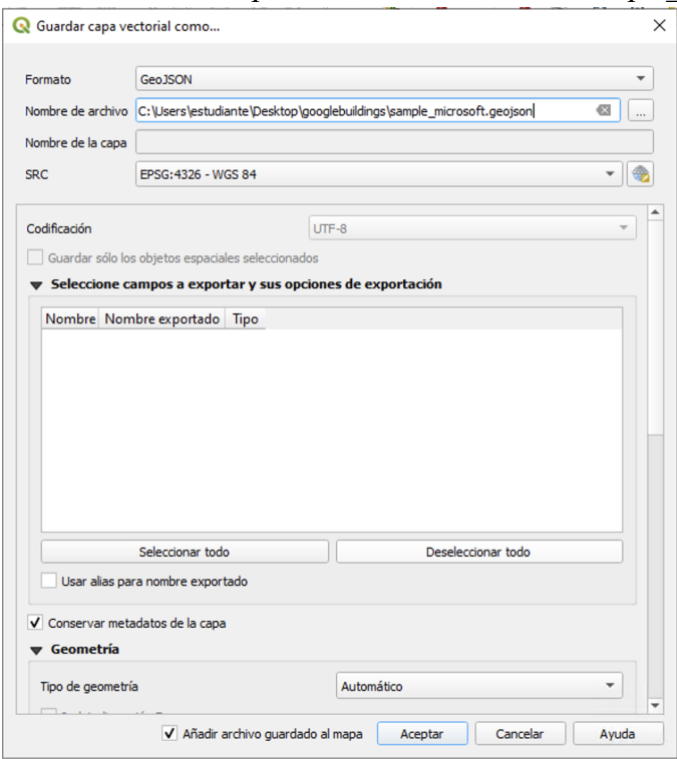 Guardar capa vectorial como...
Formato GeoJSON
Nombre de archivo C:\Users\estudiante\Desktop\googlebuildings\sample_microsoft.geojson ...
Nombre de la capa
SRC EPSG:4326 - WGS 84
Codificación UTF-8
Guardar sólo los objetos espaciales seleccionados
Seleccione campos a exportar y sus opciones de exportación
Nombre Nombre exportado Tipo
Seleccionar todo Deseleccionar todo
Usar alias para nombre exportado
Conservar metadatos de la capa
Geometría
Tipo de geometría Automático
Añadir archivo guardado al mapa Aceptar Cancelar Ayuda